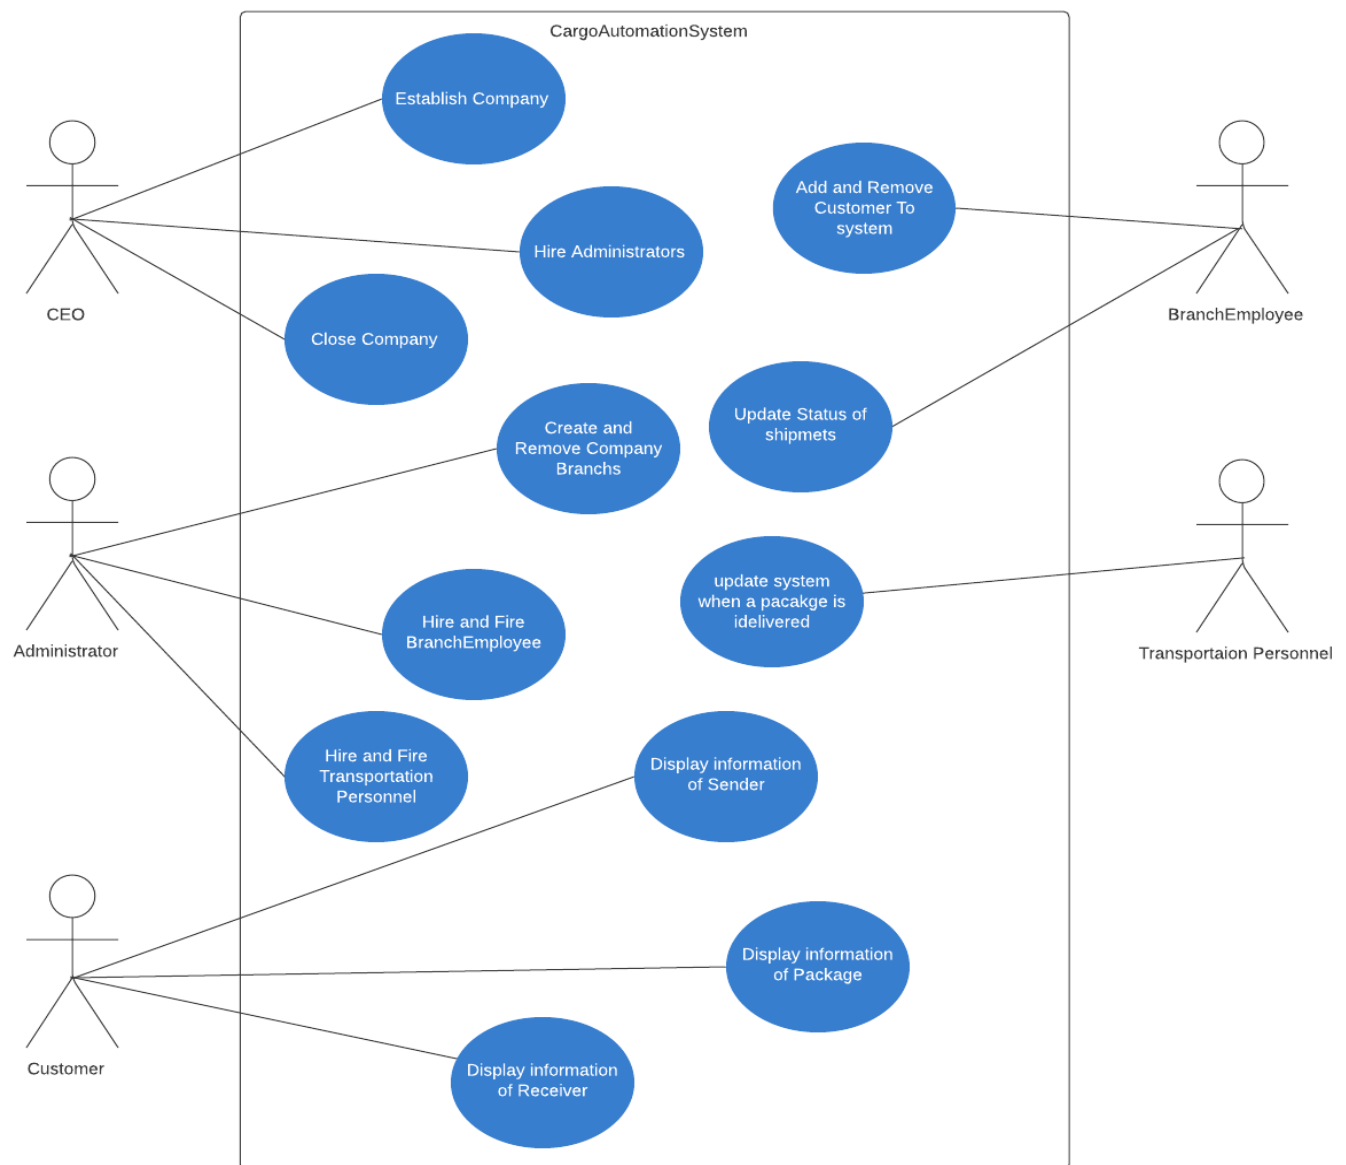 CargoAutomationSystem
Establish Company
Add and Remove
Customer To
system
Hire Administrators
CEO
BranchEmployee
Close Company
Create and
Remove Company
Branchs
Update Status of
shipmets
update system
when a pacakge is
idelivered
Hire and Fire
BranchEmployee
Administrator
Transportaion Personnel
Hire and Fire
Transportation
Personnel
Display information
of Sender
Display information
of Package
Customer
Display information
of Receiver